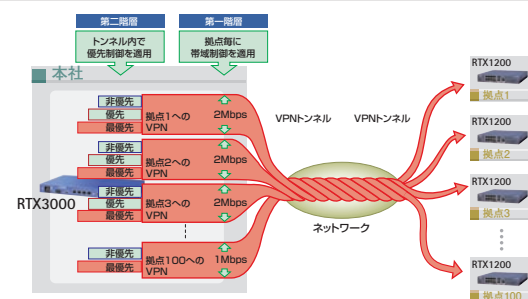 第二階層
第一階層
トンネル内で
優先制御を適用
拠点毎に
帯域制御を適用
本社
非優先
優先
最優先
拠点1への
VPN
2Mbps
非優先
優先
最優先
拠点2への
VPN
2Mbps
非優先
優先
最優先
拠点3への
VPN
2Mbps
非優先
最優先
拠点100への
VPN
1Mbps
RTX3000
VPNトンネル
VPNトンネル
ネットワーク
RTX1200
拠点1
RTX1200
拠点2
RTX1200
拠点3
RTX1200
拠点100